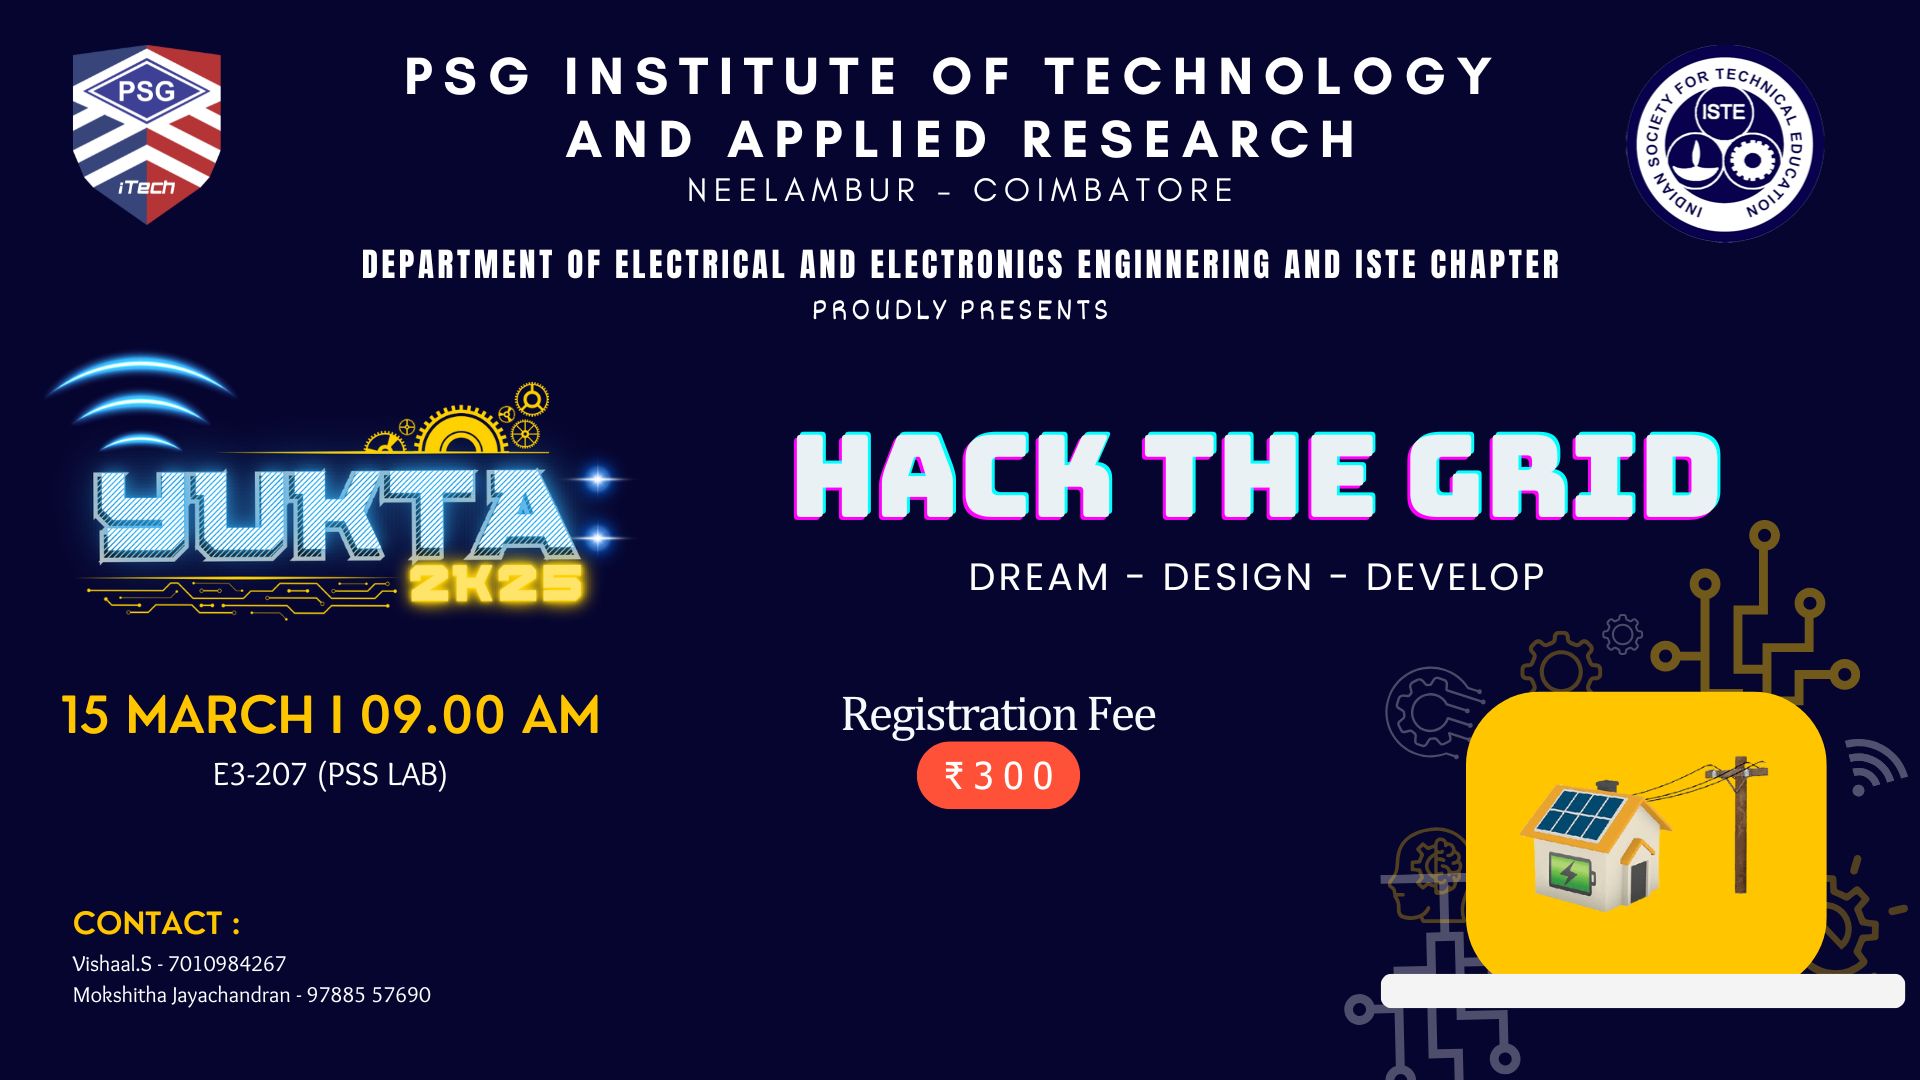 PSG
iTech
PSG INSTITUTE OF TECHNOLOGY
AND APPLIED RESEARCH
NEELAMBUR - COIMBATORE
INDIAN SOCIETY FOR TECHNICAL EDUCATION
ISTE
DEPARTMENT OF ELECTRICAL AND ELECTRONICS ENGINNERING AND ISTE CHAPTER
PROUDLY PRESENTS
YUKTA
2K25
HACK THE GRID
DREAM - DESIGN - DEVELOP
15 MARCH I 09.00 AM
E3-207 (PSS LAB)
Registration Fee
₹300
CONTACT :
Vishaal.S - 7010984267
Mokshitha Jayachandran - 97885 57690